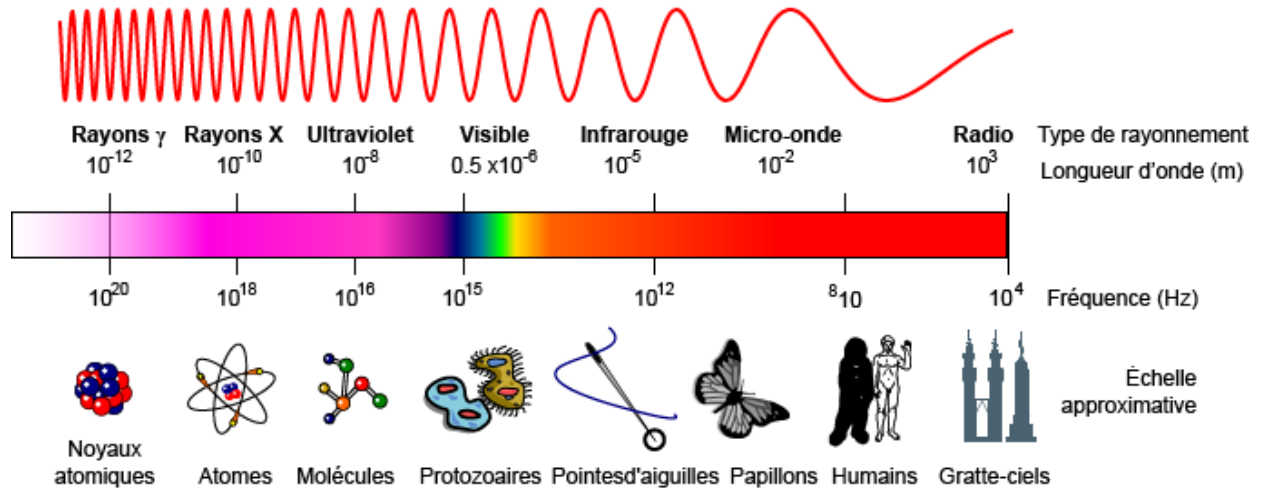 Rayons γ Rayons X Ultraviolet Visible Infrarouge Micro-onde Radio Type de rayonnement
10⁻¹² 10⁻¹⁰ 10⁻⁸ 0.5 x10⁻⁶ 10⁻⁵ 10⁻² 10³ Longueur d'onde (m)
10²⁰ 10¹⁸ 10¹⁶ 10¹⁵ 10¹² ⁸10 10⁴ Fréquence (Hz)
Échelle
approximative
Noyaux
atomiques Atomes Molécules Protozoaires Pointesd'aiguilles Papillons Humains Gratte-ciels